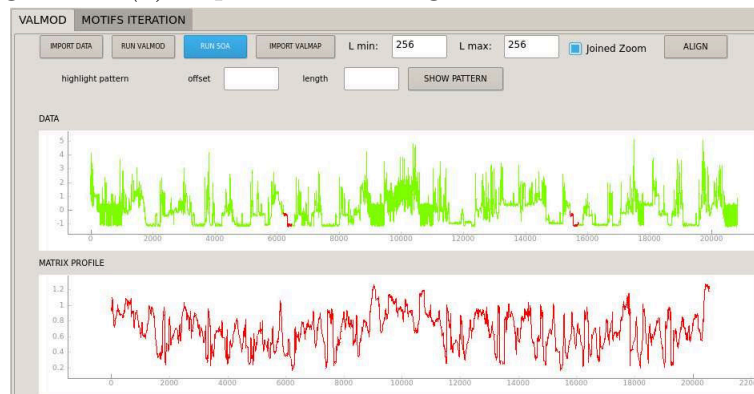 VALMOD MOTIFS ITERATION
IMPORT DATA RUN VALMOD RUN SOA IMPORT VALMAP L min: 256 L max: 256 Joined Zoom ALIGN
highlight pattern offset length SHOW PATTERN
DATA
5
4
3
2
1
0
-1
0 2000 4000 6000 8000 10000 12000 14000 16000 18000 20000
MATRIX PROFILE
1.2
1
0.8
0.6
0.4
0.2
0 2000 4000 6000 8000 10000 12000 14000 16000 18000 20000